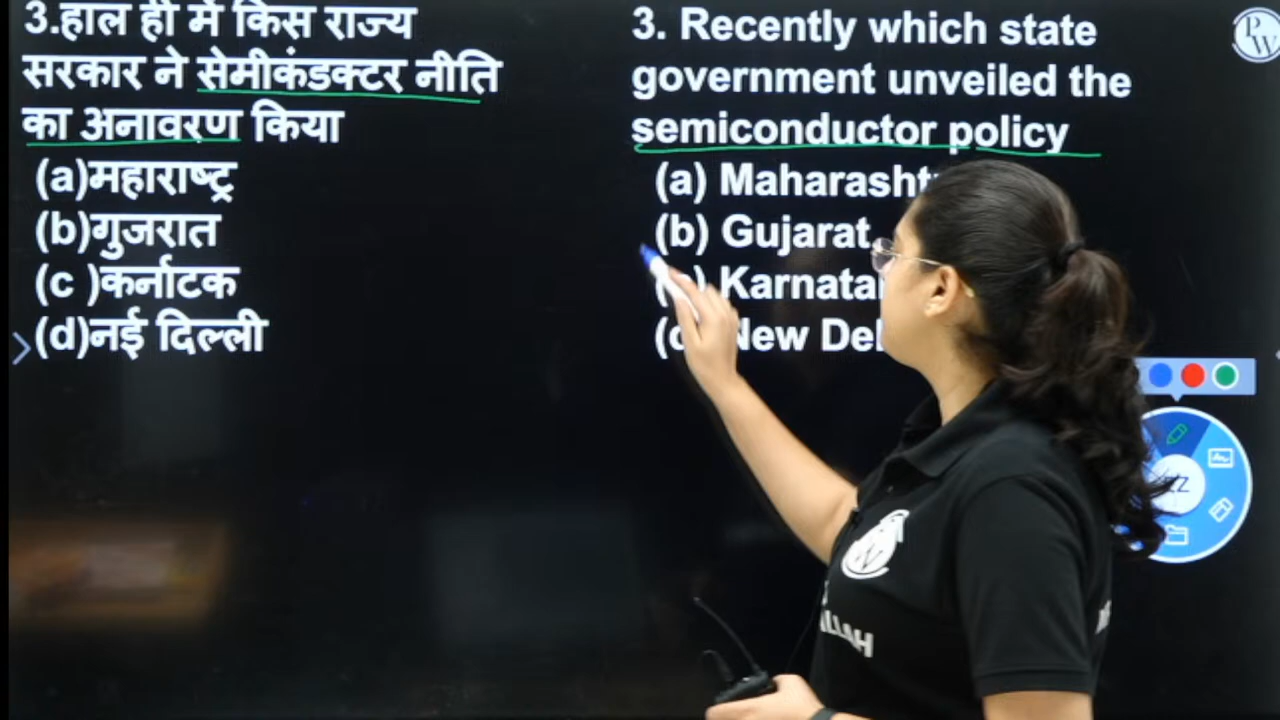 3.हाल ही में किस राज्य
सरकार ने सेमीकंडक्टर नीति
का अनावरण किया
(a)महाराष्ट्र
(b)गुजरात
(c )कर्नाटक
(d)नई दिल्ली
3. Recently which state
government unveiled the
semiconductor policy
(a) Maharasht
(b) Gujarat
Karnata
New Del
PW